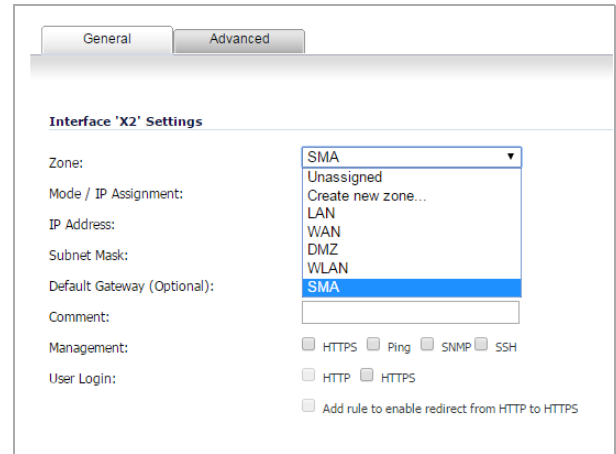 General Advanced
Interface 'X2' Settings
Zone: SMA
Unassigned
Mode / IP Assignment: Create new zone...
LAN
IP Address: WAN
Subnet Mask: DMZ
WLAN
Default Gateway (Optional): SMA
Comment:
Management: HTTPS Ping SNMP SSH
User Login: HTTP HTTPS
Add rule to enable redirect from HTTP to HTTPS